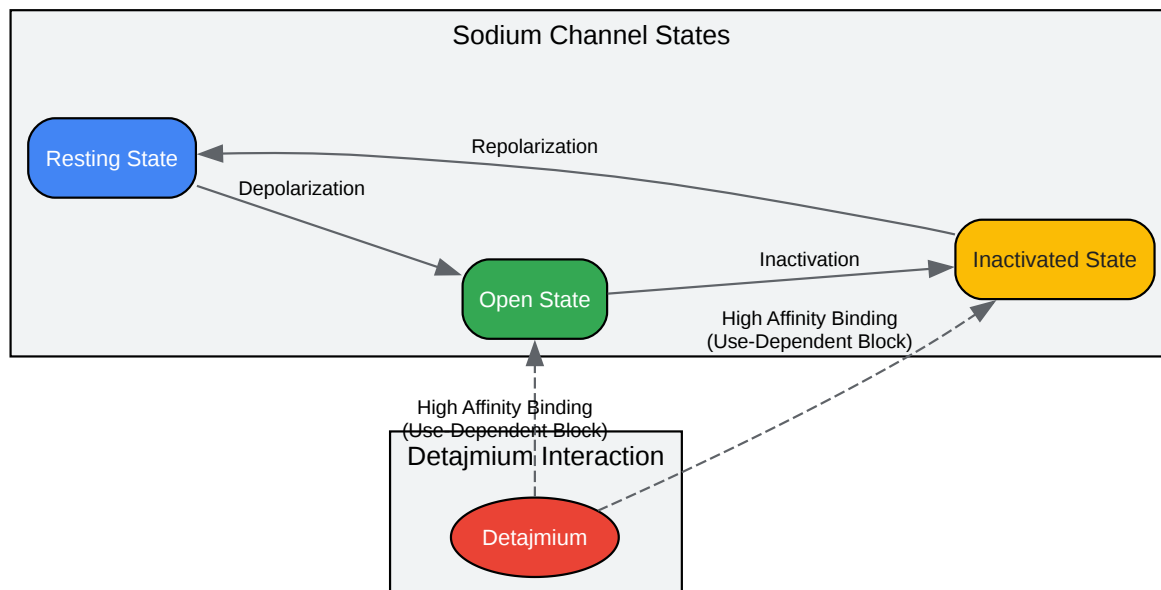 Sodium Channel States
Repolarization
Resting State
Depolarization
Inactivation
Inactivated State
Open State
High Affinity Binding
(Use-Dependent Block)
High Affinity Binding
(Use-Dependent Block)
Detajmium Interaction
Detajmium